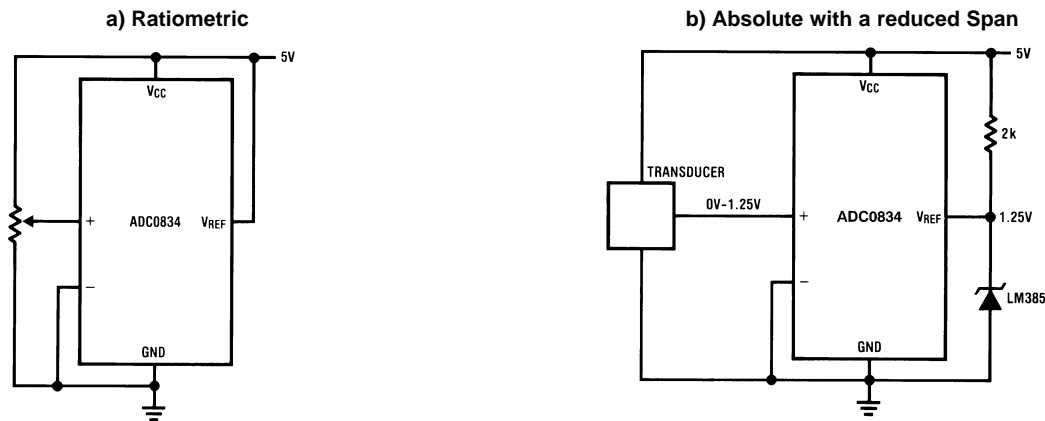 a) Ratiometric
5V
VCC
+
ADC0834
VREF
−
GND
b) Absolute with a reduced Span
5V
VCC
2k
TRANSDUCER
0V–1.25V
+
ADC0834
VREF
1.25V
−
LM385
GND